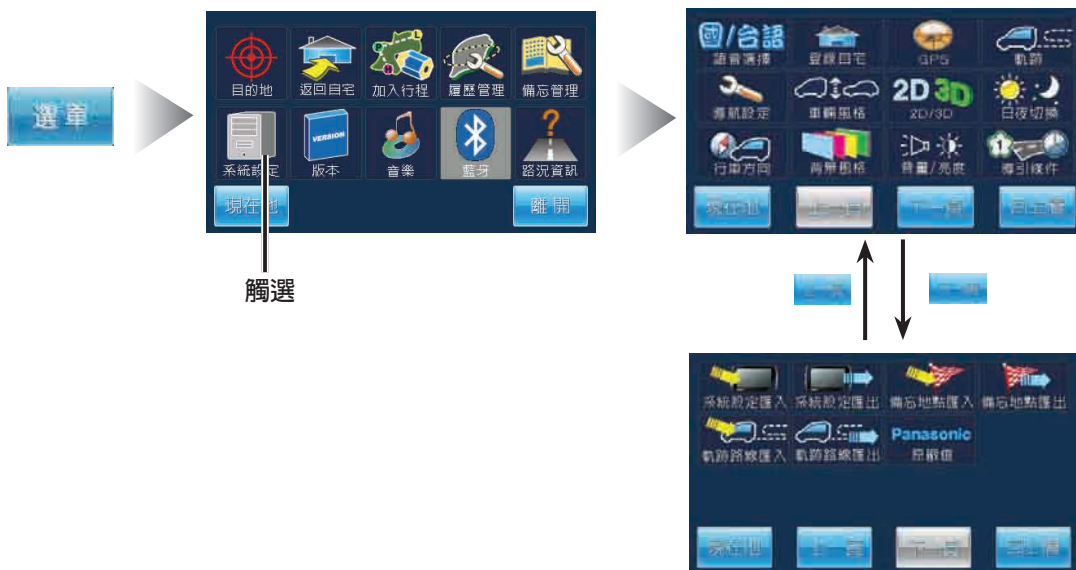 選單
目的地 返回自宅 加入行程 履歷管理 備忘管理
系統設定 VERSION 版本 音樂 藍牙 路況資訊
現在地 離開
觸選
國/台語
語音選擇 登錄自宅 GPS 軌跡
2D 3D
導航設定 車輛風格 2D/3D 日夜切換
行車方向 背景風格 音量/亮度 導引條件
現在地 上一頁 下一頁 回上層
上一頁 下一頁
系統設定匯入 系統設定匯出 備忘地點匯入 備忘地點匯出
Panasonic
軌跡路線匯入 軌跡路線匯出 原廠值
現在地 上一頁 下一頁 回上層